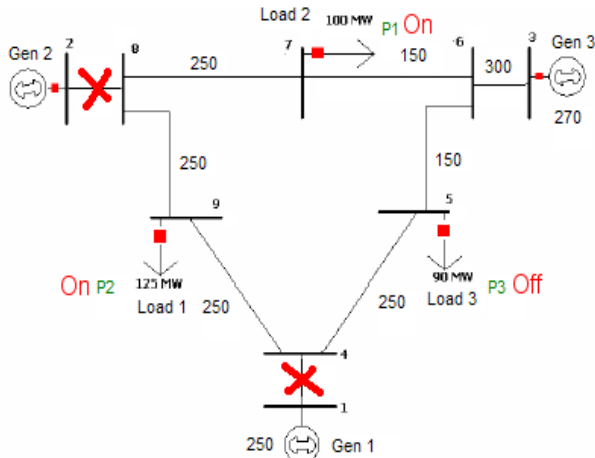 Load 2 100 MW P1 On
Gen 2 2 8 7 6 3 Gen 3
250 150 300
270
250 150
9 5
On P2 125 MW 90 MW P3 Off
Load 1 250 250 Load 3
4
1
250 Gen 1